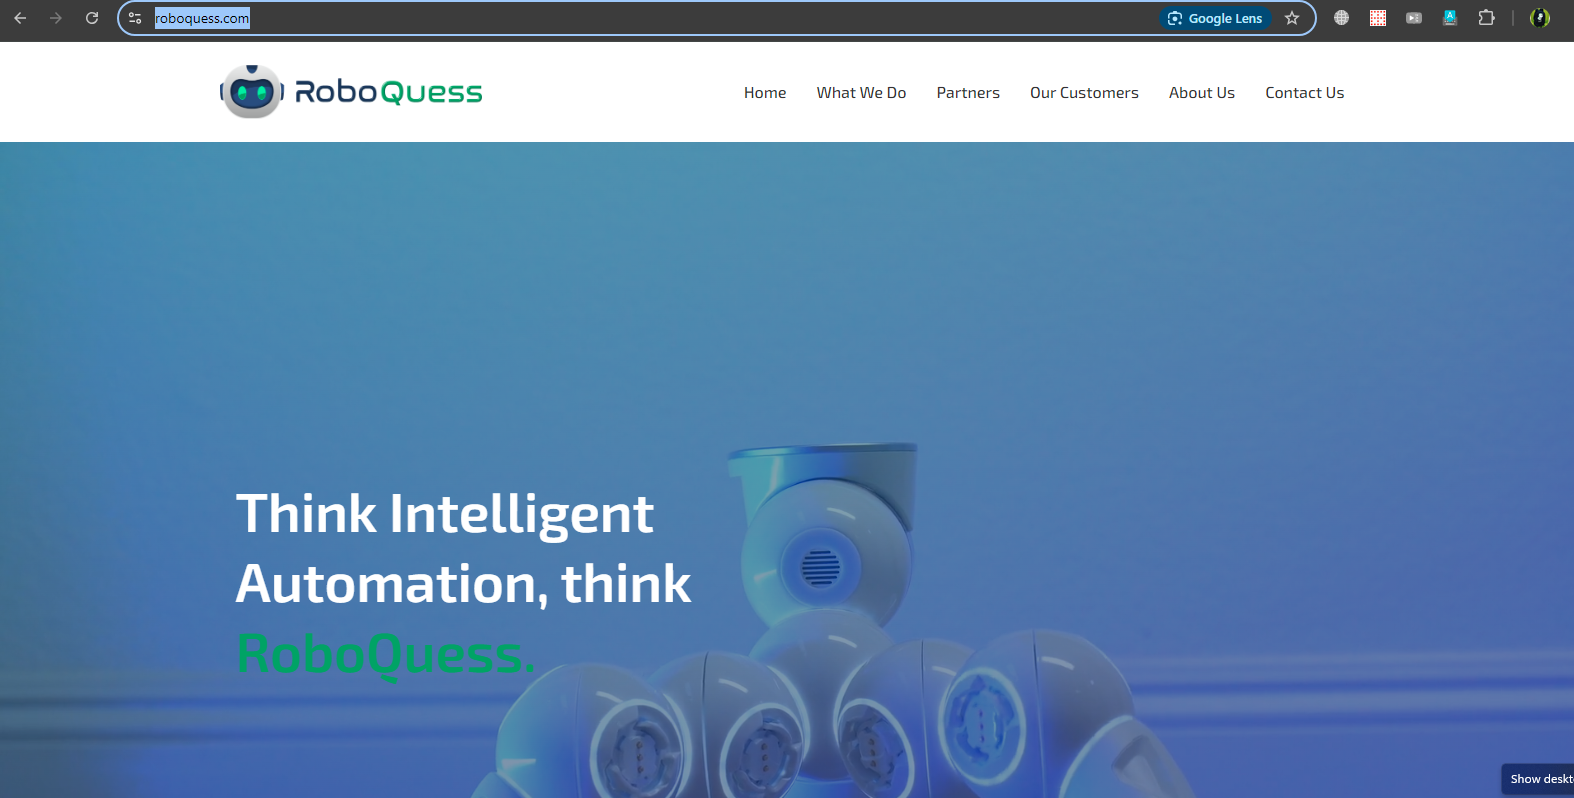 roboquess.com
Google Lens
RoboQuess
Home What We Do Partners Our Customers About Us Contact Us
Think Intelligent
Automation, think
RoboQuess.
Show deskt